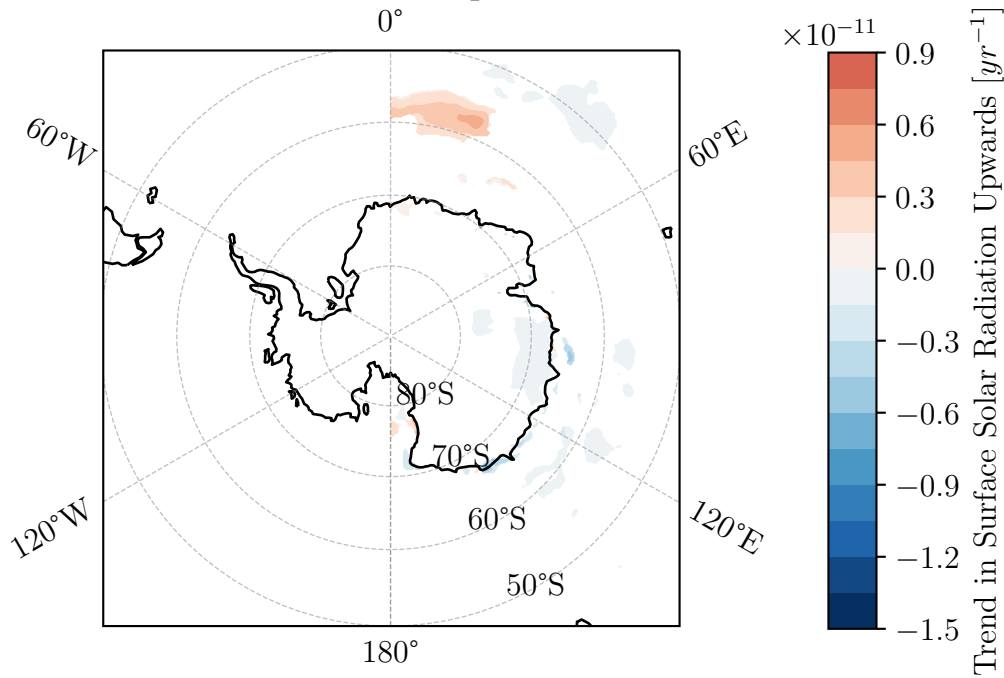 0°
60°W
60°E
80°S
70°S
60°S
50°S
120°W
120°E
180°
×10⁻¹¹
0.9
0.6
0.3
0.0
−0.3
−0.6
−0.9
−1.2
−1.5
Trend in Surface Solar Radiation Upwards [yr⁻¹]